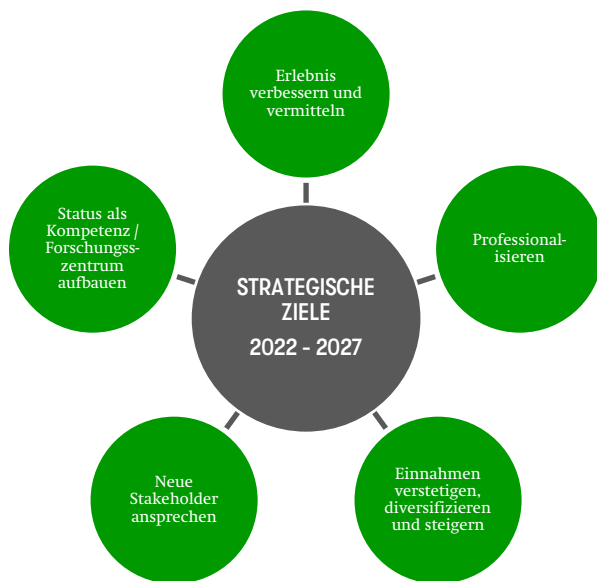 Erlebnis
verbessern und
vermitteln
Status als
Kompetenz /
Forschungss-
zentrum
aufbauen
Professional-
isieren
STRATEGISCHE
ZIELE
2022 - 2027
Neue
Stakeholder
ansprechen
Einnahmen
verstetigen,
diversifizieren
und steigern